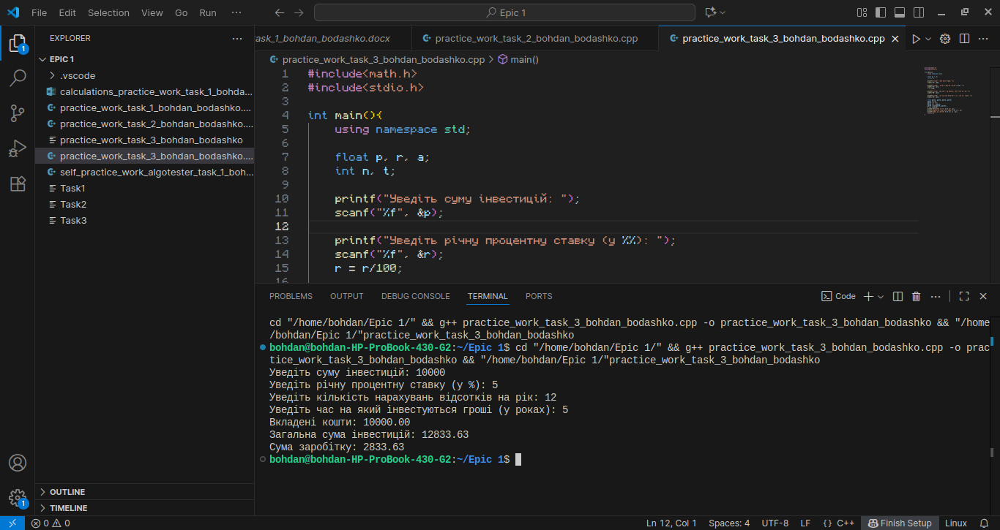 File Edit Selection View Go Run ··· Epic 1
EXPLORER ···
EPIC 1
.vscode
calculations_practice_work_task_1_bohda...
practice_work_task_1_bohdan_bodashko....
practice_work_task_2_bohdan_bodashko....
practice_work_task_3_bohdan_bodashko
practice_work_task_3_bohdan_bodashko....
self_practice_work_algotester_task_1_boh...
Task1
Task2
Task3
OUTLINE
TIMELINE
1
1
task_1_bohdan_bodashko.docx practice_work_task_2_bohdan_bodashko.cpp practice_work_task_3_bohdan_bodashko.cpp
practice_work_task_3_bohdan_bodashko.cpp > main()
1 #include<math.h>
2 #include<stdio.h>
3
4 int main(){
5 using namespace std;
6
7 float p, r, a;
8 int n, t;
9
10 printf("Уведіть суму інвестицій: ");
11 scanf("%f", &p);
12
13 printf("Уведіть річну процентну ставку (у %%): ");
14 scanf("%f", &r);
15 r = r/100;
16
PROBLEMS OUTPUT DEBUG CONSOLE TERMINAL PORTS Code
cd "/home/bohdan/Epic 1/" && g++ practice_work_task_3_bohdan_bodashko.cpp -o practice_work_task_3_bohdan_bodashko && "/home
/bohdan/Epic 1/"practice_work_task_3_bohdan_bodashko
bohdan@bohdan-HP-ProBook-430-G2:~/Epic 1$ cd "/home/bohdan/Epic 1/" && g++ practice_work_task_3_bohdan_bodashko.cpp -o prac
tice_work_task_3_bohdan_bodashko && "/home/bohdan/Epic 1/"practice_work_task_3_bohdan_bodashko
Уведіть суму інвестицій: 10000
Уведіть річну процентну ставку (у %): 5
Уведіть кількість нарахувань відсотків на рік: 12
Уведіть час на який інвестуються гроші (у роках): 5
Вкладені кошти: 10000.00
Загальна сума інвестицій: 12833.63
Сума заробітку: 2833.63
bohdan@bohdan-HP-ProBook-430-G2:~/Epic 1$
0 0 Ln 12, Col 1 Spaces: 4 UTF-8 LF {} C++ Finish Setup Linux